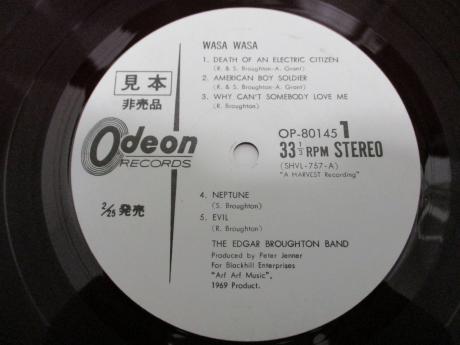 WASA WASA
1. DEATH OF AN ELECTRIC CITIZEN
(R. & S. Broughton-A. Grant)
2. AMERICAN BOY SOLDIER
(R. & S. Broughton-A. Grant)
3. WHY CAN'T SOMEBODY LOVE ME
(R. Broughton)
見本
非売品
Odeon
RECORDS
OP-80145 1
33 1/3 RPM STEREO
(SHVL-757-A)
"A HARVEST Recording"
2/25 発売
4. NEPTUNE
(S. Broughton)
5. EVIL
(R. Broughton)
THE EDGAR BROUGHTON BAND
Produced by Peter Jenner
For Blackhill Enterprises
"Arf Arf Music",
1969 Product.